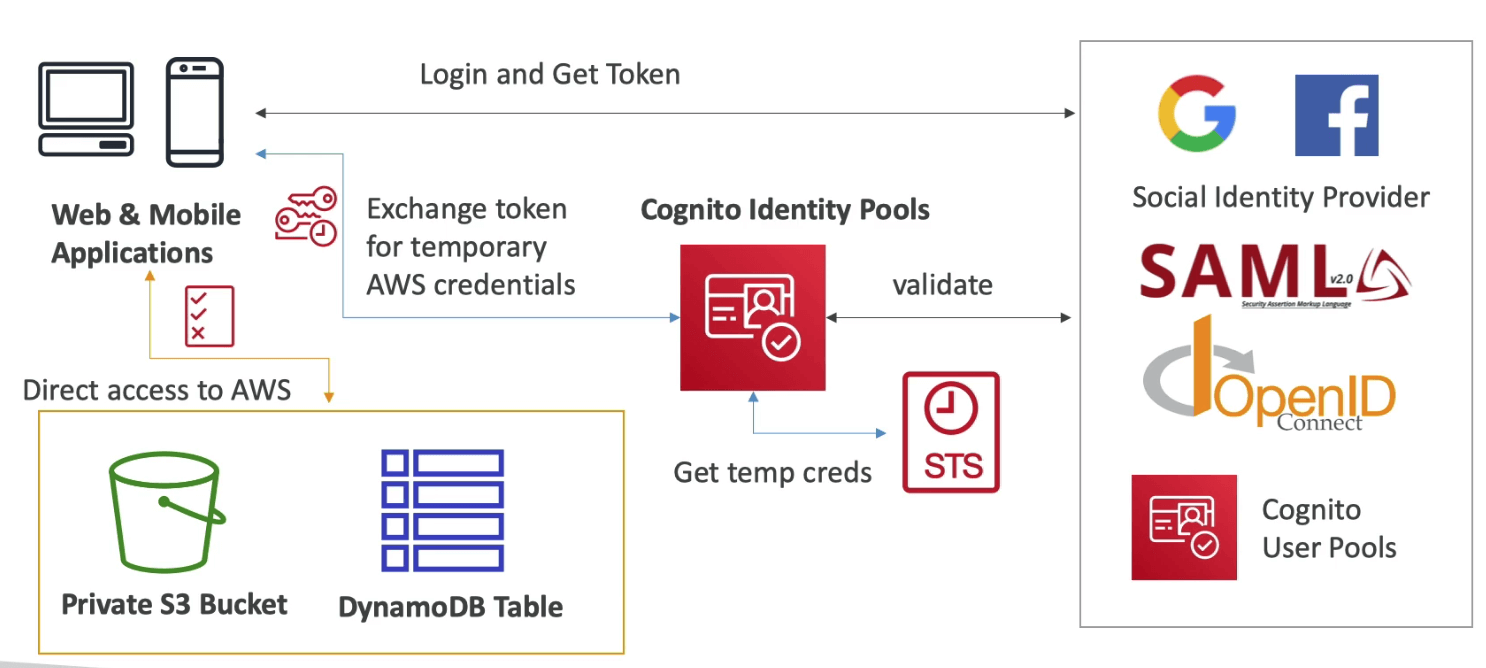 Login and Get Token
Web & Mobile
Applications
Exchange token
for temporary
AWS credentials
Cognito Identity Pools
validate
Social Identity Provider
SAML v2.0
Security Assertion Markup Language
OpenID
Connect
Cognito
User Pools
Direct access to AWS
Get temp creds
STS
Private S3 Bucket
DynamoDB Table